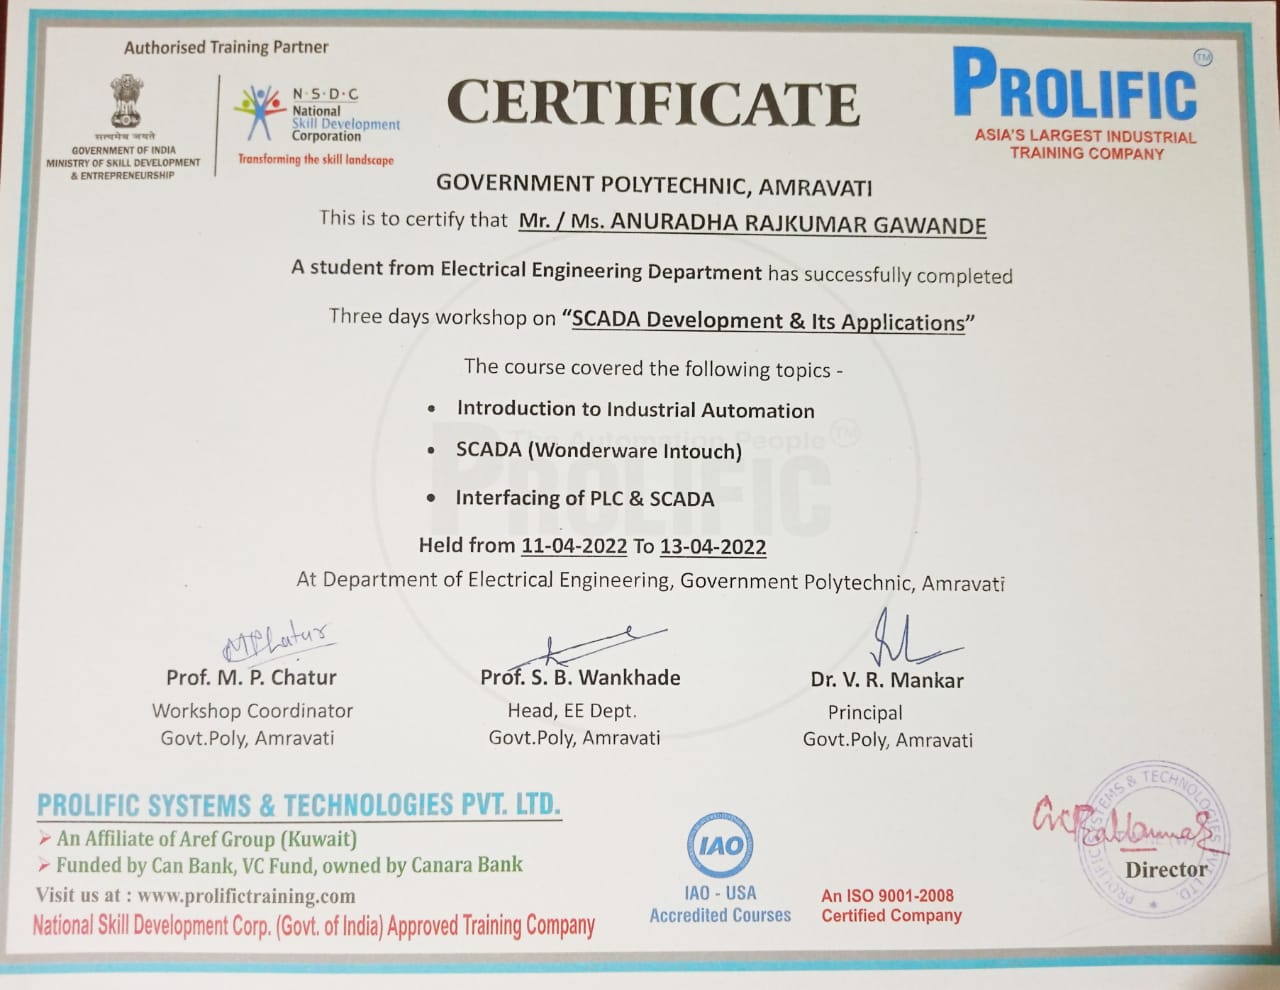 Authorised Training Partner
सत्यमेव जयते
GOVERNMENT OF INDIA
MINISTRY OF SKILL DEVELOPMENT
& ENTREPRENEURSHIP
N·S·D·C
National
Skill Development
Corporation
Transforming the skill landscape
CERTIFICATE
PROLIFIC TM
ASIA'S LARGEST INDUSTRIAL
TRAINING COMPANY
GOVERNMENT POLYTECHNIC, AMRAVATI
This is to certify that Mr. / Ms. ANURADHA RAJKUMAR GAWANDE
A student from Electrical Engineering Department has successfully completed
Three days workshop on “SCADA Development & Its Applications”
The course covered the following topics -
• Introduction to Industrial Automation
The Automation People TM
• SCADA (Wonderware Intouch)
PROLIFIC
• Interfacing of PLC & SCADA
Held from 11-04-2022 To 13-04-2022
At Department of Electrical Engineering, Government Polytechnic, Amravati
MPChatur
Prof. M. P. Chatur
Workshop Coordinator
Govt.Poly, Amravati
Prof. S. B. Wankhade
Head, EE Dept.
Govt.Poly, Amravati
Dr. V. R. Mankar
Principal
Govt.Poly, Amravati
PROLIFIC SYSTEMS & TECHNOLOGIES PVT. LTD.
An Affiliate of Aref Group (Kuwait)
Funded by Can Bank, VC Fund, owned by Canara Bank
Visit us at : www.prolifictraining.com
National Skill Development Corp. (Govt. of India) Approved Training Company
IAO
IAO - USA
Accredited Courses
An ISO 9001-2008
Certified Company
PROLIFIC SYSTEMS & TECHNOLOGIES PVT LTD
Director